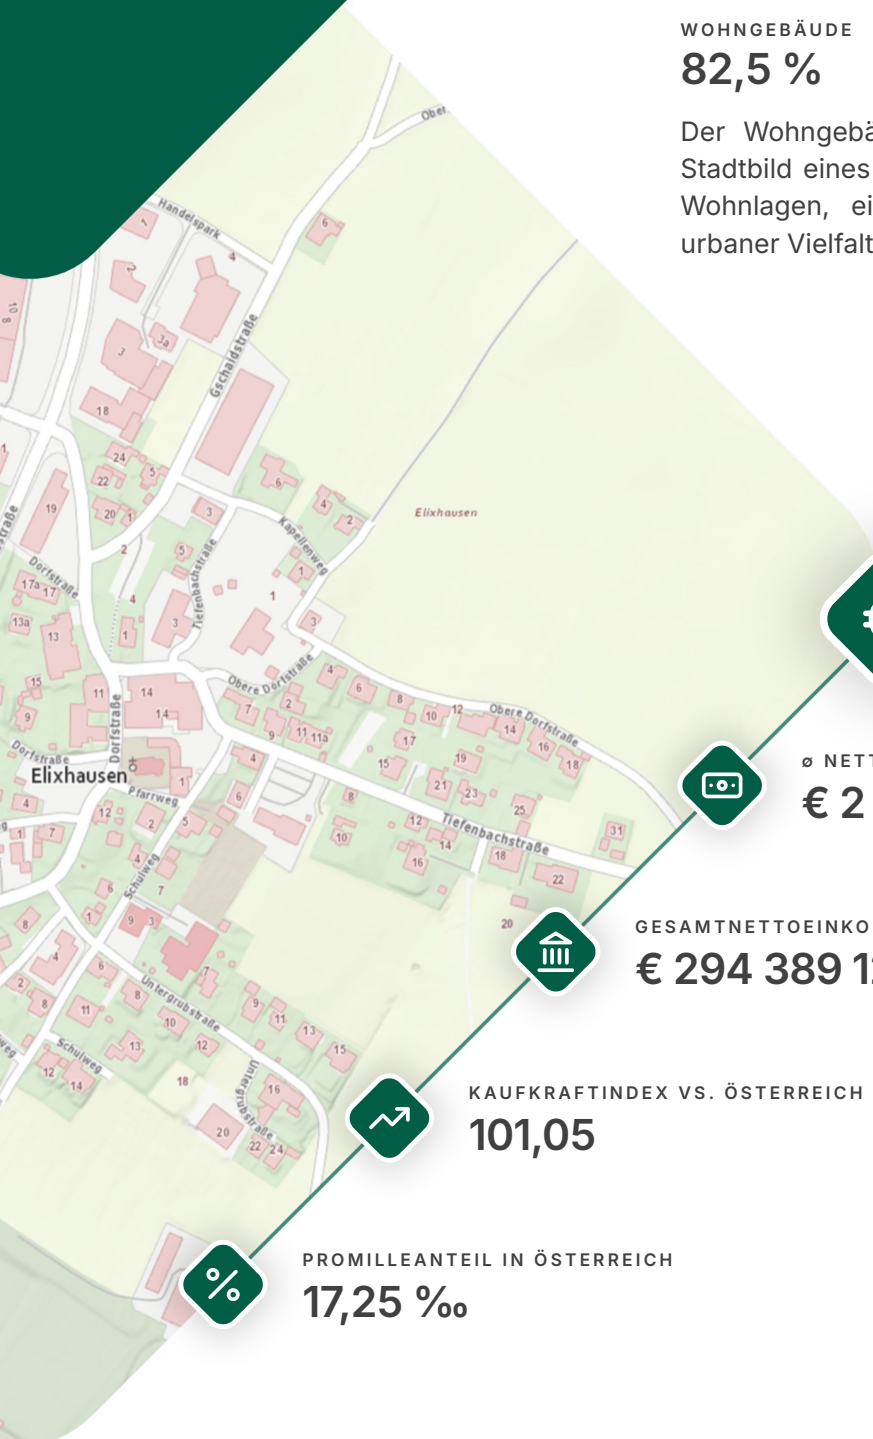 WOHNGEBÄUDE
82,5 %
Der Wohngebä
Stadtbild eines
Wohnlagen, ei
urbaner Vielfalt
Ober
Handelspark
Gschaidstraße
Elixhausen
Kapellenweg
Tiefenbachstraße
Dorfstraße
Obere Dorfstraße
Obere Dorfstraße
Dorfstraße
Dorfstraße
Elixhausen
Pfarrweg
Tiefenbachstraße
Schulweg
Untergrubstraße
Schulweg
Untergrubstraße
ø NETT
€ 2
GESAMTNETTOEINKO
€ 294 389 1
KAUFKRAFTINDEX VS. ÖSTERREICH
101,05
PROMILLEANTEIL IN ÖSTERREICH
17,25 ‰